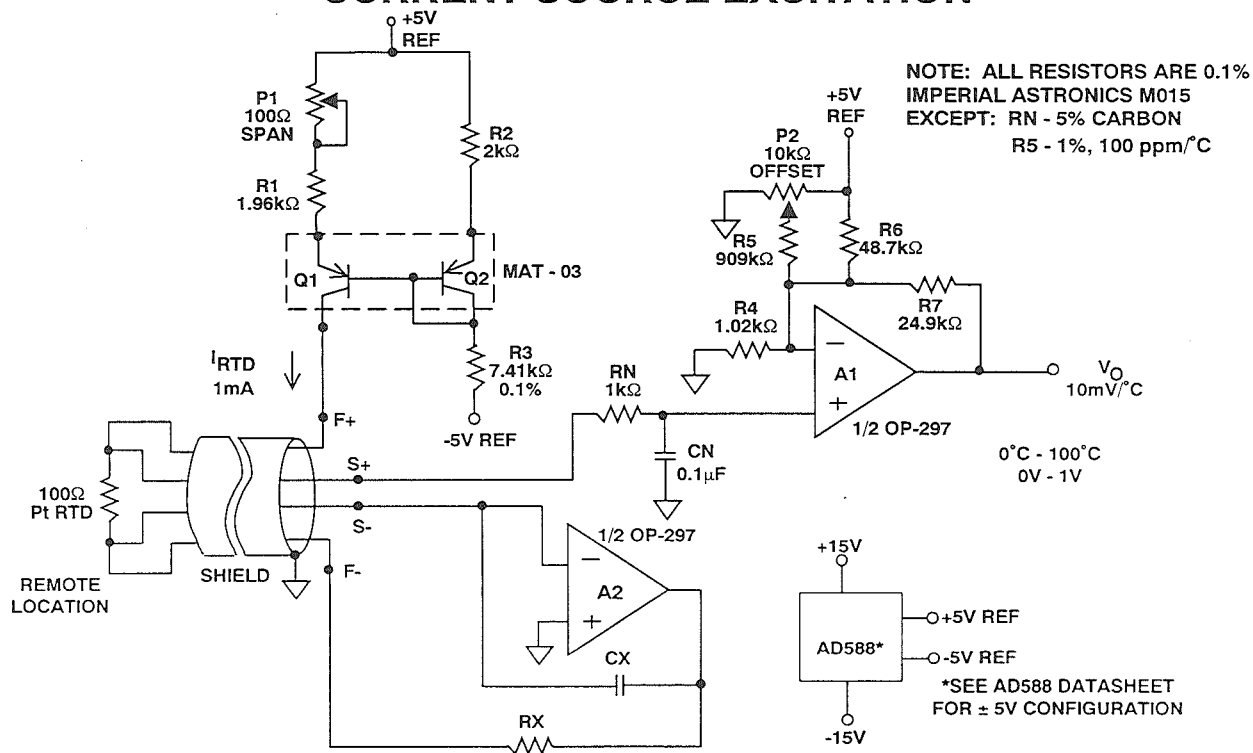 CURRENT SOURCE EXCITATION
+5V
REF
P1
100Ω
SPAN
R2
2kΩ
R1
1.96kΩ
Q1
Q2
MAT - 03
IRTD
1mA
R3
7.41kΩ
0.1%
-5V REF
F+
S+
S-
F-
100Ω
Pt RTD
REMOTE
LOCATION
SHIELD
NOTE: ALL RESISTORS ARE 0.1%
IMPERIAL ASTRONICS M015
EXCEPT: RN - 5% CARBON
R5 - 1%, 100 ppm/°C
+5V
REF
P2
10kΩ
OFFSET
R5
909kΩ
R6
48.7kΩ
R4
1.02kΩ
R7
24.9kΩ
RN
1kΩ
CN
0.1μF
−
A1
+
1/2 OP-297
VO
10mV/°C
0°C - 100°C
0V - 1V
1/2 OP-297
−
A2
+
CX
RX
+15V
AD588*
+5V REF
-5V REF
-15V
*SEE AD588 DATASHEET
FOR ± 5V CONFIGURATION